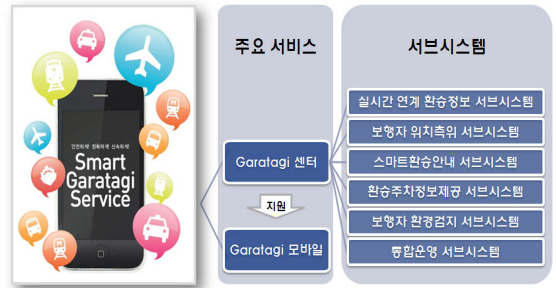 안전하게! 정확하게! 신속하게!
Smart
Garatagi
Service
주요 서비스
Garatagi 센터
지원
Garatagi 모바일
서브시스템
실시간 연계 환승정보 서브시스템
보행자 위치측위 서브시스템
스마트환승안내 서브시스템
환승주차정보제공 서브시스템
보행자 환경검지 서브시스템
통합운영 서브시스템